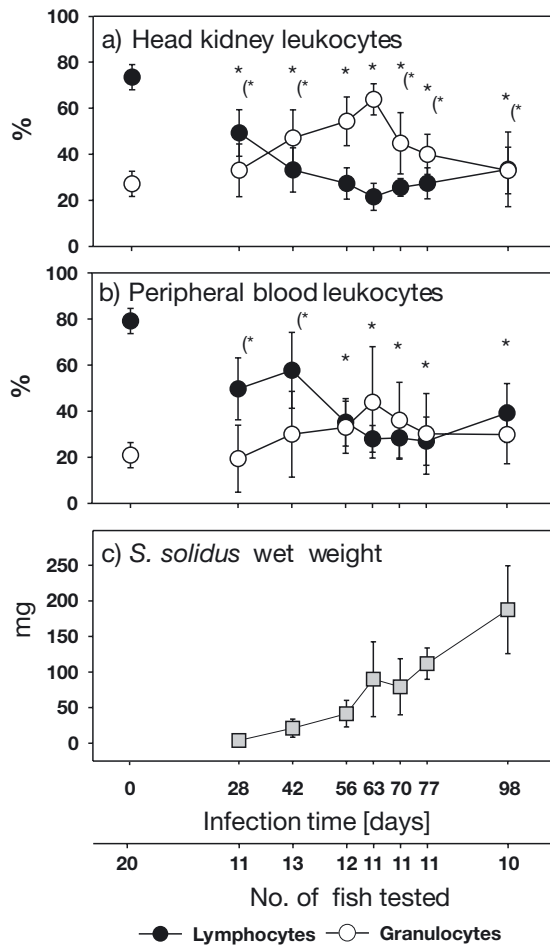 a) Head kidney leukocytes
100
80
60
40
20
0
%
* * * * * * *
(* (* (* (* (*
b) Peripheral blood leukocytes
100
80
60
40
20
0
%
(* (* * * * * *
c) S. solidus wet weight
250
200
150
100
50
0
mg
0 28 42 56 63 70 77 98
Infection time [days]
20 11 13 12 11 11 11 10
No. of fish tested
Lymphocytes Granulocytes